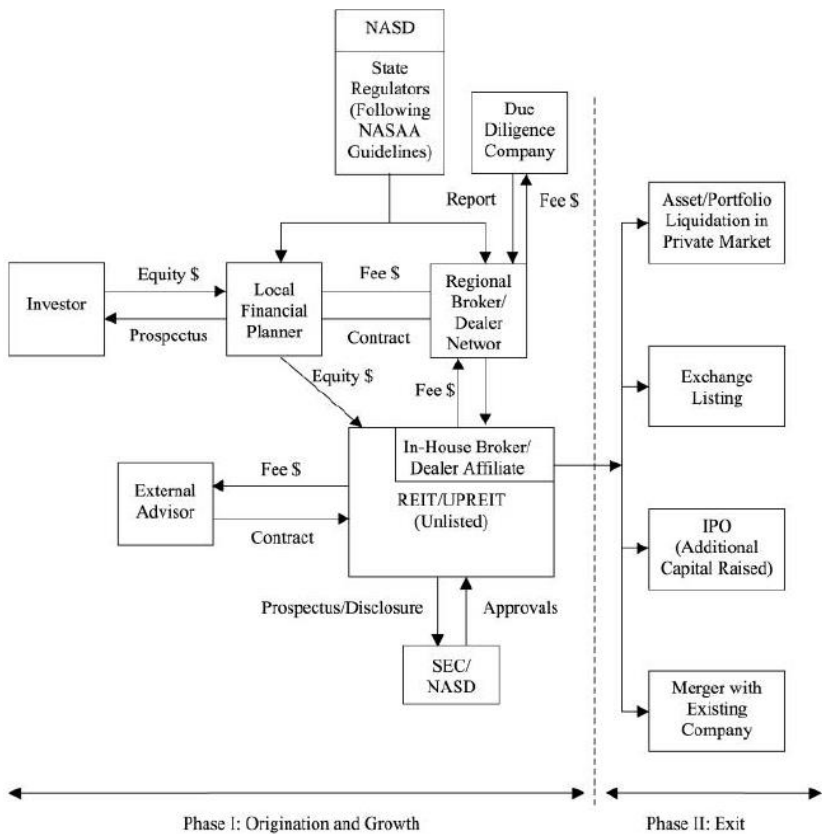 NASD
State
Regulators
(Following
NASAA
Guidelines)
Due
Diligence
Company
Report
Fee $
Asset/Portfolio
Liquidation in
Private Market
Investor
Equity $
Prospectus
Local
Financial
Planner
Fee $
Contract
Regional
Broker/
Dealer
Networ
Equity $
Fee $
Exchange
Listing
In-House Broker/
Dealer Affiliate
REIT/UPREIT
(Unlisted)
External
Advisor
Fee $
Contract
IPO
(Additional
Capital Raised)
Prospectus/Disclosure
Approvals
SEC/
NASD
Merger with
Existing
Company
Phase I: Origination and Growth
Phase II: Exit